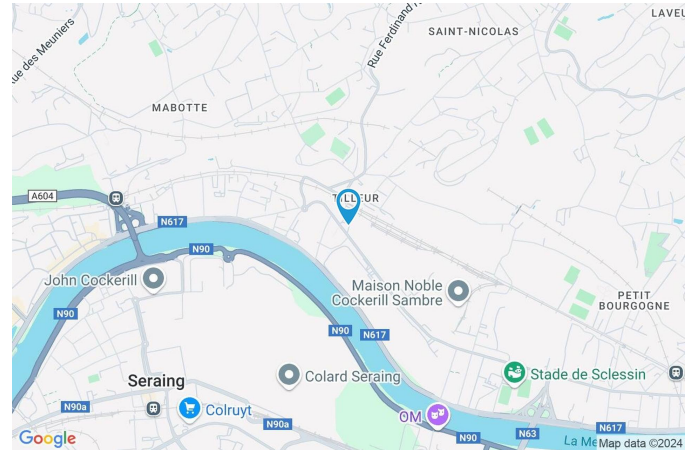 LAVEU
Rue des Meuniers
Rue Ferdinand
SAINT-NICOLAS
MABOTTE
TILLEUR
A604
N617
N90
John Cockerill
N90
Maison Noble
Cockerill Sambre
PETIT
BOURGOGNE
N90
N617
Seraing
Colard Seraing
Stade de Sclessin
N90a
Colruyt
OM
N90a
N90
N63
N617
La Me
Google
Map data ©2024